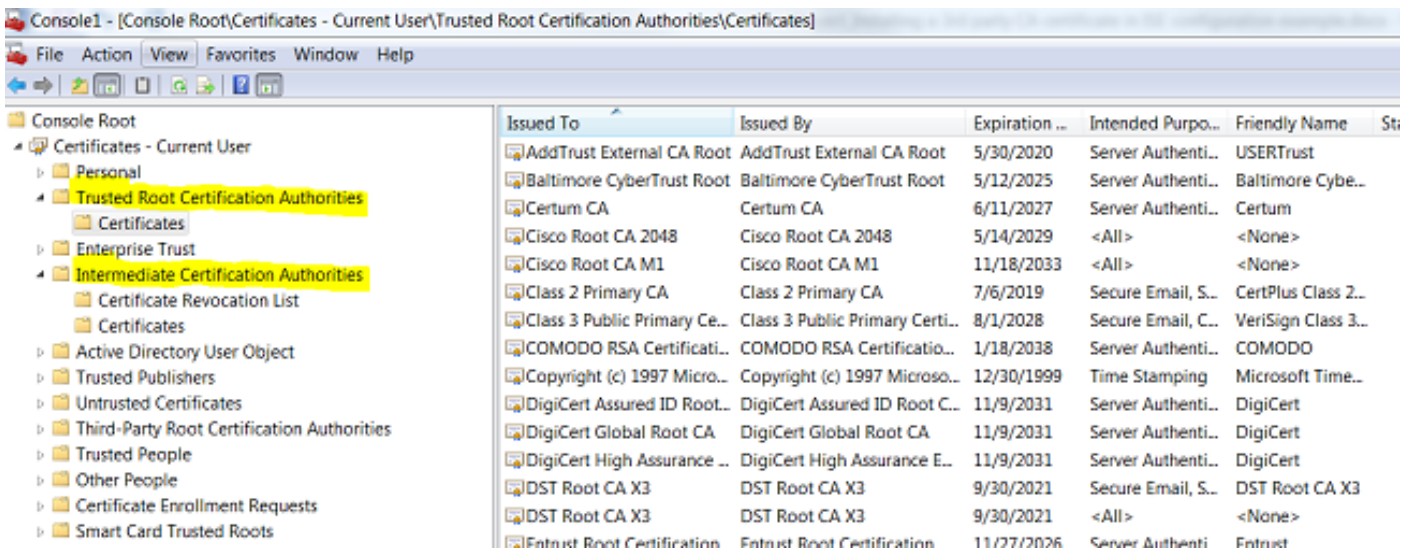 Console1 - [Console Root\Certificates - Current User\Trusted Root Certification Authorities\Certificates]
File Action View Favorites Window Help
Console Root
Certificates - Current User
Personal
Trusted Root Certification Authorities
Certificates
Enterprise Trust
Intermediate Certification Authorities
Certificate Revocation List
Certificates
Active Directory User Object
Trusted Publishers
Untrusted Certificates
Third-Party Root Certification Authorities
Trusted People
Other People
Certificate Enrollment Requests
Smart Card Trusted Roots
Issued To Issued By Expiration ... Intended Purpo... Friendly Name Sta
AddTrust External CA Root AddTrust External CA Root 5/30/2020 Server Authenti... USERTrust
Baltimore CyberTrust Root Baltimore CyberTrust Root 5/12/2025 Server Authenti... Baltimore Cybe...
Certum CA Certum CA 6/11/2027 Server Authenti... Certum
Cisco Root CA 2048 Cisco Root CA 2048 5/14/2029 <All> <None>
Cisco Root CA M1 Cisco Root CA M1 11/18/2033 <All> <None>
Class 2 Primary CA Class 2 Primary CA 7/6/2019 Secure Email, S... CertPlus Class 2...
Class 3 Public Primary Ce... Class 3 Public Primary Certi... 8/1/2028 Secure Email, C... VeriSign Class 3...
COMODO RSA Certificati... COMODO RSA Certificatio... 1/18/2038 Server Authenti... COMODO
Copyright (c) 1997 Micro... Copyright (c) 1997 Microso... 12/30/1999 Time Stamping Microsoft Time...
DigiCert Assured ID Root... DigiCert Assured ID Root C... 11/9/2031 Server Authenti... DigiCert
DigiCert Global Root CA DigiCert Global Root CA 11/9/2031 Server Authenti... DigiCert
DigiCert High Assurance ... DigiCert High Assurance E... 11/9/2031 Server Authenti... DigiCert
DST Root CA X3 DST Root CA X3 9/30/2021 Secure Email, S... DST Root CA X3
DST Root CA X3 DST Root CA X3 9/30/2021 <All> <None>
Entrust Root Certification Entrust Root Certification 11/27/2026 Server Authenti Entrust